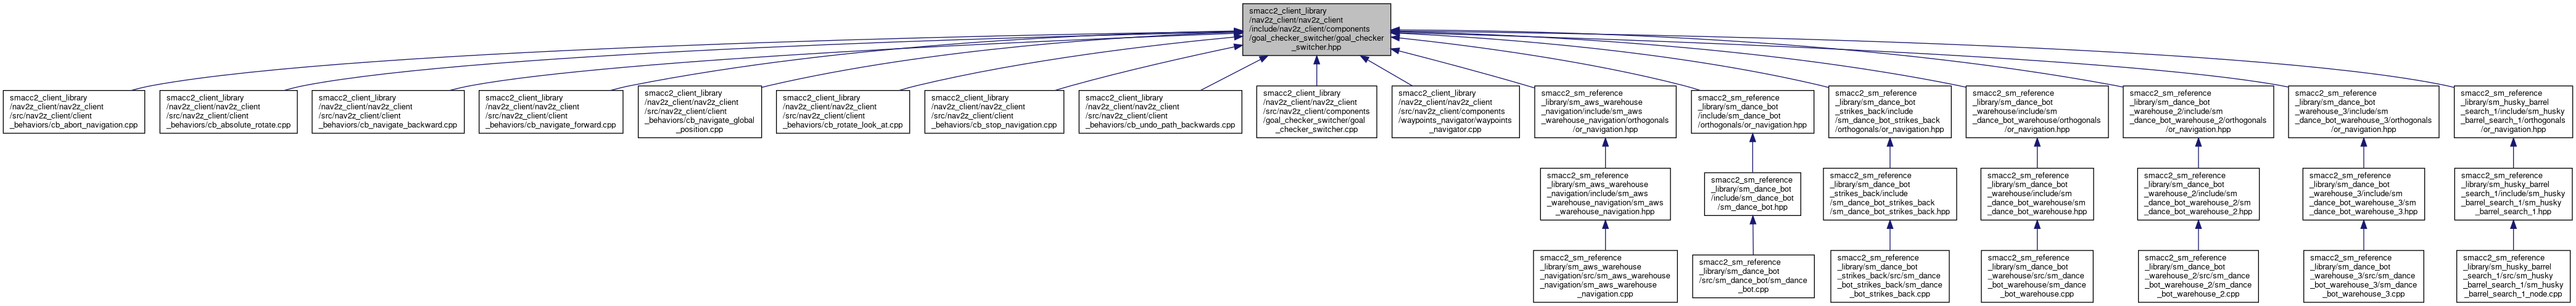 smacc2_client_library
/nav2z_client/nav2z_client
/include/nav2z_client/components
/goal_checker_switcher/goal_checker
_switcher.hpp
smacc2_client_library
/nav2z_client/nav2z_client
/src/nav2z_client/client
_behaviors/cb_abort_navigation.cpp
smacc2_client_library
/nav2z_client/nav2z_client
/src/nav2z_client/client
_behaviors/cb_absolute_rotate.cpp
smacc2_client_library
/nav2z_client/nav2z_client
/src/nav2z_client/client
_behaviors/cb_navigate_backward.cpp
smacc2_client_library
/nav2z_client/nav2z_client
/src/nav2z_client/client
_behaviors/cb_navigate_forward.cpp
smacc2_client_library
/nav2z_client/nav2z_client
/src/nav2z_client/client
_behaviors/cb_navigate_global
_position.cpp
smacc2_client_library
/nav2z_client/nav2z_client
/src/nav2z_client/client
_behaviors/cb_rotate_look_at.cpp
smacc2_client_library
/nav2z_client/nav2z_client
/src/nav2z_client/client
_behaviors/cb_stop_navigation.cpp
smacc2_client_library
/nav2z_client/nav2z_client
/src/nav2z_client/client
_behaviors/cb_undo_path_backwards.cpp
smacc2_client_library
/nav2z_client/nav2z_client
/src/nav2z_client/components
/goal_checker_switcher/goal
_checker_switcher.cpp
smacc2_client_library
/nav2z_client/nav2z_client
/src/nav2z_client/components
/waypoints_navigator/waypoints
_navigator.cpp
smacc2_sm_reference
_library/sm_aws_warehouse
_navigation/include/sm_aws
_warehouse_navigation/orthogonals
/or_navigation.hpp
smacc2_sm_reference
_library/sm_dance_bot
/include/sm_dance_bot
/orthogonals/or_navigation.hpp
smacc2_sm_reference
_library/sm_dance_bot
_strikes_back/include
/sm_dance_bot_strikes_back
/orthogonals/or_navigation.hpp
smacc2_sm_reference
_library/sm_dance_bot
_warehouse/include/sm
_dance_bot_warehouse/orthogonals
/or_navigation.hpp
smacc2_sm_reference
_library/sm_dance_bot
_warehouse_2/include/sm
_dance_bot_warehouse_2/orthogonals
/or_navigation.hpp
smacc2_sm_reference
_library/sm_dance_bot
_warehouse_3/include/sm
_dance_bot_warehouse_3/orthogonals
/or_navigation.hpp
smacc2_sm_reference
_library/sm_husky_barrel
_search_1/include/sm_husky
_barrel_search_1/orthogonals
/or_navigation.hpp
smacc2_sm_reference
_library/sm_aws_warehouse
_navigation/include/sm_aws
_warehouse_navigation/sm_aws
_warehouse_navigation.hpp
smacc2_sm_reference
_library/sm_dance_bot
/include/sm_dance_bot
/sm_dance_bot.hpp
smacc2_sm_reference
_library/sm_dance_bot
_strikes_back/include
/sm_dance_bot_strikes_back
/sm_dance_bot_strikes_back.hpp
smacc2_sm_reference
_library/sm_dance_bot
_warehouse/include/sm
_dance_bot_warehouse/sm
_dance_bot_warehouse.hpp
smacc2_sm_reference
_library/sm_dance_bot
_warehouse_2/include/sm
_dance_bot_warehouse_2/sm
_dance_bot_warehouse_2.hpp
smacc2_sm_reference
_library/sm_dance_bot
_warehouse_3/include/sm
_dance_bot_warehouse_3/sm
_dance_bot_warehouse_3.hpp
smacc2_sm_reference
_library/sm_husky_barrel
_search_1/include/sm_husky
_barrel_search_1/sm_husky
_barrel_search_1.hpp
smacc2_sm_reference
_library/sm_aws_warehouse
_navigation/src/sm_aws_warehouse
_navigation/sm_aws_warehouse
_navigation.cpp
smacc2_sm_reference
_library/sm_dance_bot
/src/sm_dance_bot/sm_dance
_bot.cpp
smacc2_sm_reference
_library/sm_dance_bot
_strikes_back/src/sm_dance
_bot_strikes_back/sm_dance
_bot_strikes_back.cpp
smacc2_sm_reference
_library/sm_dance_bot
_warehouse/src/sm_dance
_bot_warehouse/sm_dance
_bot_warehouse.cpp
smacc2_sm_reference
_library/sm_dance_bot
_warehouse_2/src/sm_dance
_bot_warehouse_2/sm_dance
_bot_warehouse_2.cpp
smacc2_sm_reference
_library/sm_dance_bot
_warehouse_3/src/sm_dance
_bot_warehouse_3/sm_dance
_bot_warehouse_3.cpp
smacc2_sm_reference
_library/sm_husky_barrel
_search_1/src/sm_husky
_barrel_search_1/sm_husky
_barrel_search_1_node.cpp